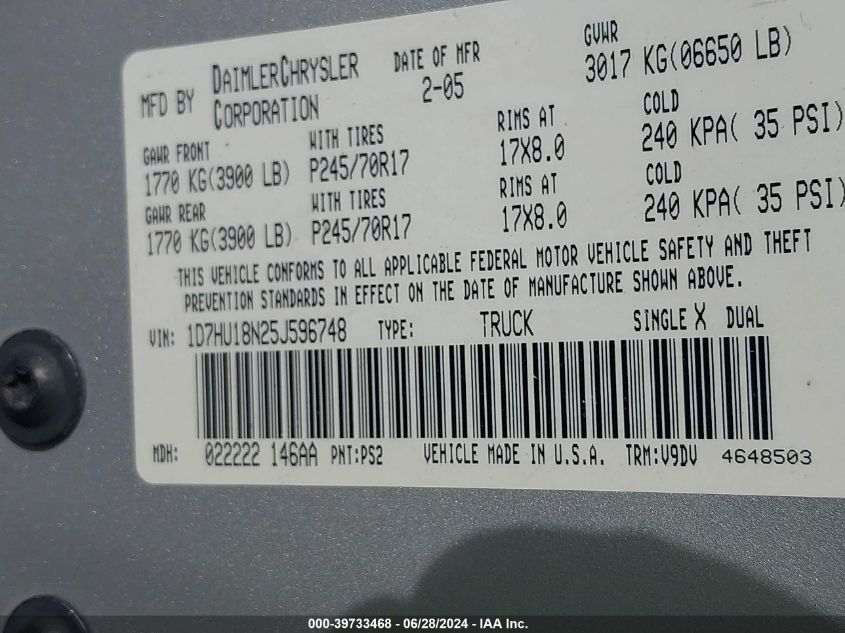 MFD BY DAIMLERCHRYSLER CORPORATION
DATE OF MFR 2-05
GVWR 3017 KG(06650 LB)
GAWR FRONT WITH TIRES RIMS AT COLD
1770 KG(3900 LB) P245/70R17 17X8.0 240 KPA( 35 PSI)
GAWR REAR WITH TIRES RIMS AT COLD
1770 KG(3900 LB) P245/70R17 17X8.0 240 KPA( 35 PSI)
THIS VEHICLE CONFORMS TO ALL APPLICABLE FEDERAL MOTOR VEHICLE SAFETY AND THEFT
PREVENTION STANDARDS IN EFFECT ON THE DATE OF MANUFACTURE SHOWN ABOVE.
VIN: 1D7HU18N25J596748 TYPE: TRUCK SINGLE X DUAL
MDH: 022222 146AA PNT:PS2 VEHICLE MADE IN U.S.A. TRM:V9DV 4648503
000-39733468 - 06/28/2024 - IAA Inc.